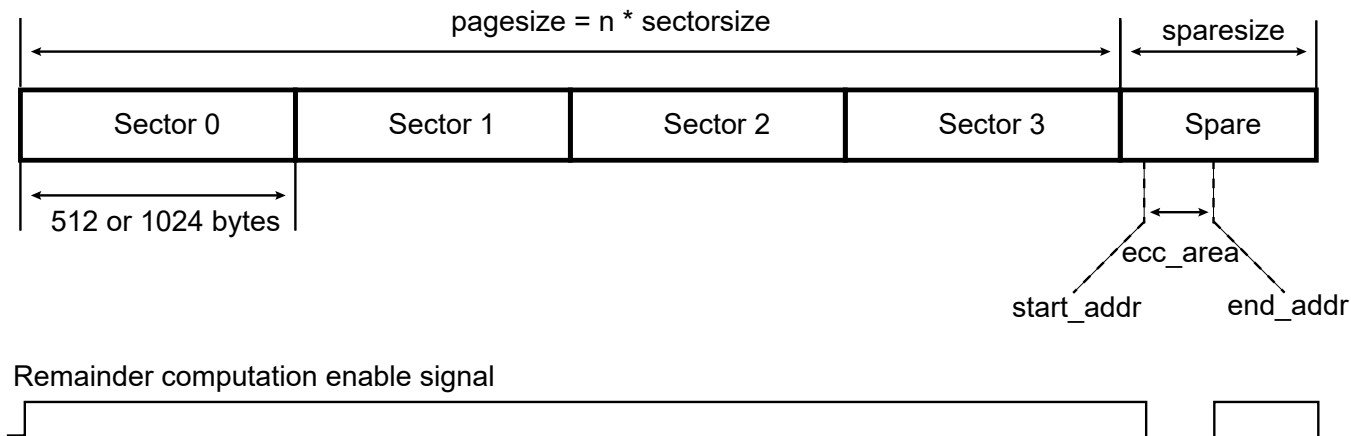 pagesize = n * sectorsize
sparesize
Sector 0
Sector 1
Sector 2
Sector 3
Spare
512 or 1024 bytes
ecc_area
start_addr
end_addr
Remainder computation enable signal